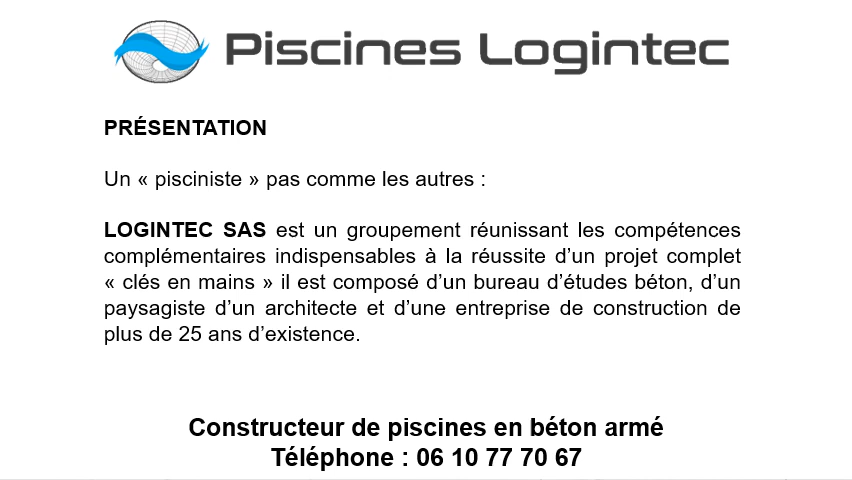 Piscines Logintec
PRÉSENTATION
Un « pisciniste » pas comme les autres :
LOGINTEC SAS est un groupement réunissant les compétences
complémentaires indispensables à la réussite d’un projet complet
« clés en mains » il est composé d’un bureau d’études béton, d’un
paysagiste d’un architecte et d’une entreprise de construction de
plus de 25 ans d’existence.
Constructeur de piscines en béton armé
Téléphone : 06 10 77 70 67